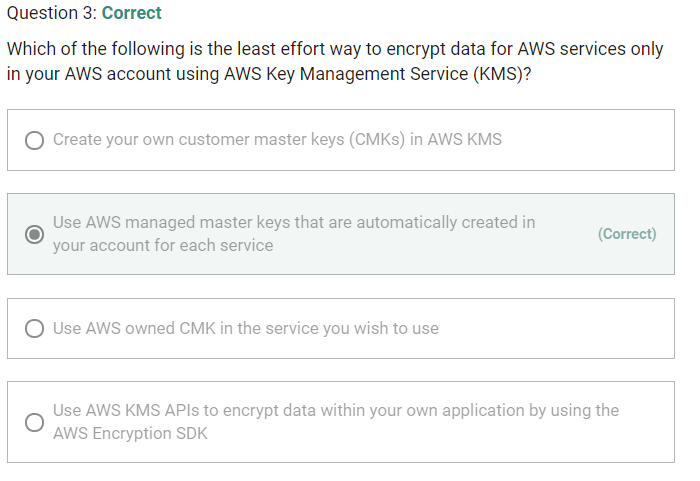 Question 3: Correct
Which of the following is the least effort way to encrypt data for AWS services only
in your AWS account using AWS Key Management Service (KMS)?
Create your own customer master keys (CMKs) in AWS KMS
Use AWS managed master keys that are automatically created in
your account for each service
(Correct)
Use AWS owned CMK in the service you wish to use
Use AWS KMS APIs to encrypt data within your own application by using the
AWS Encryption SDK